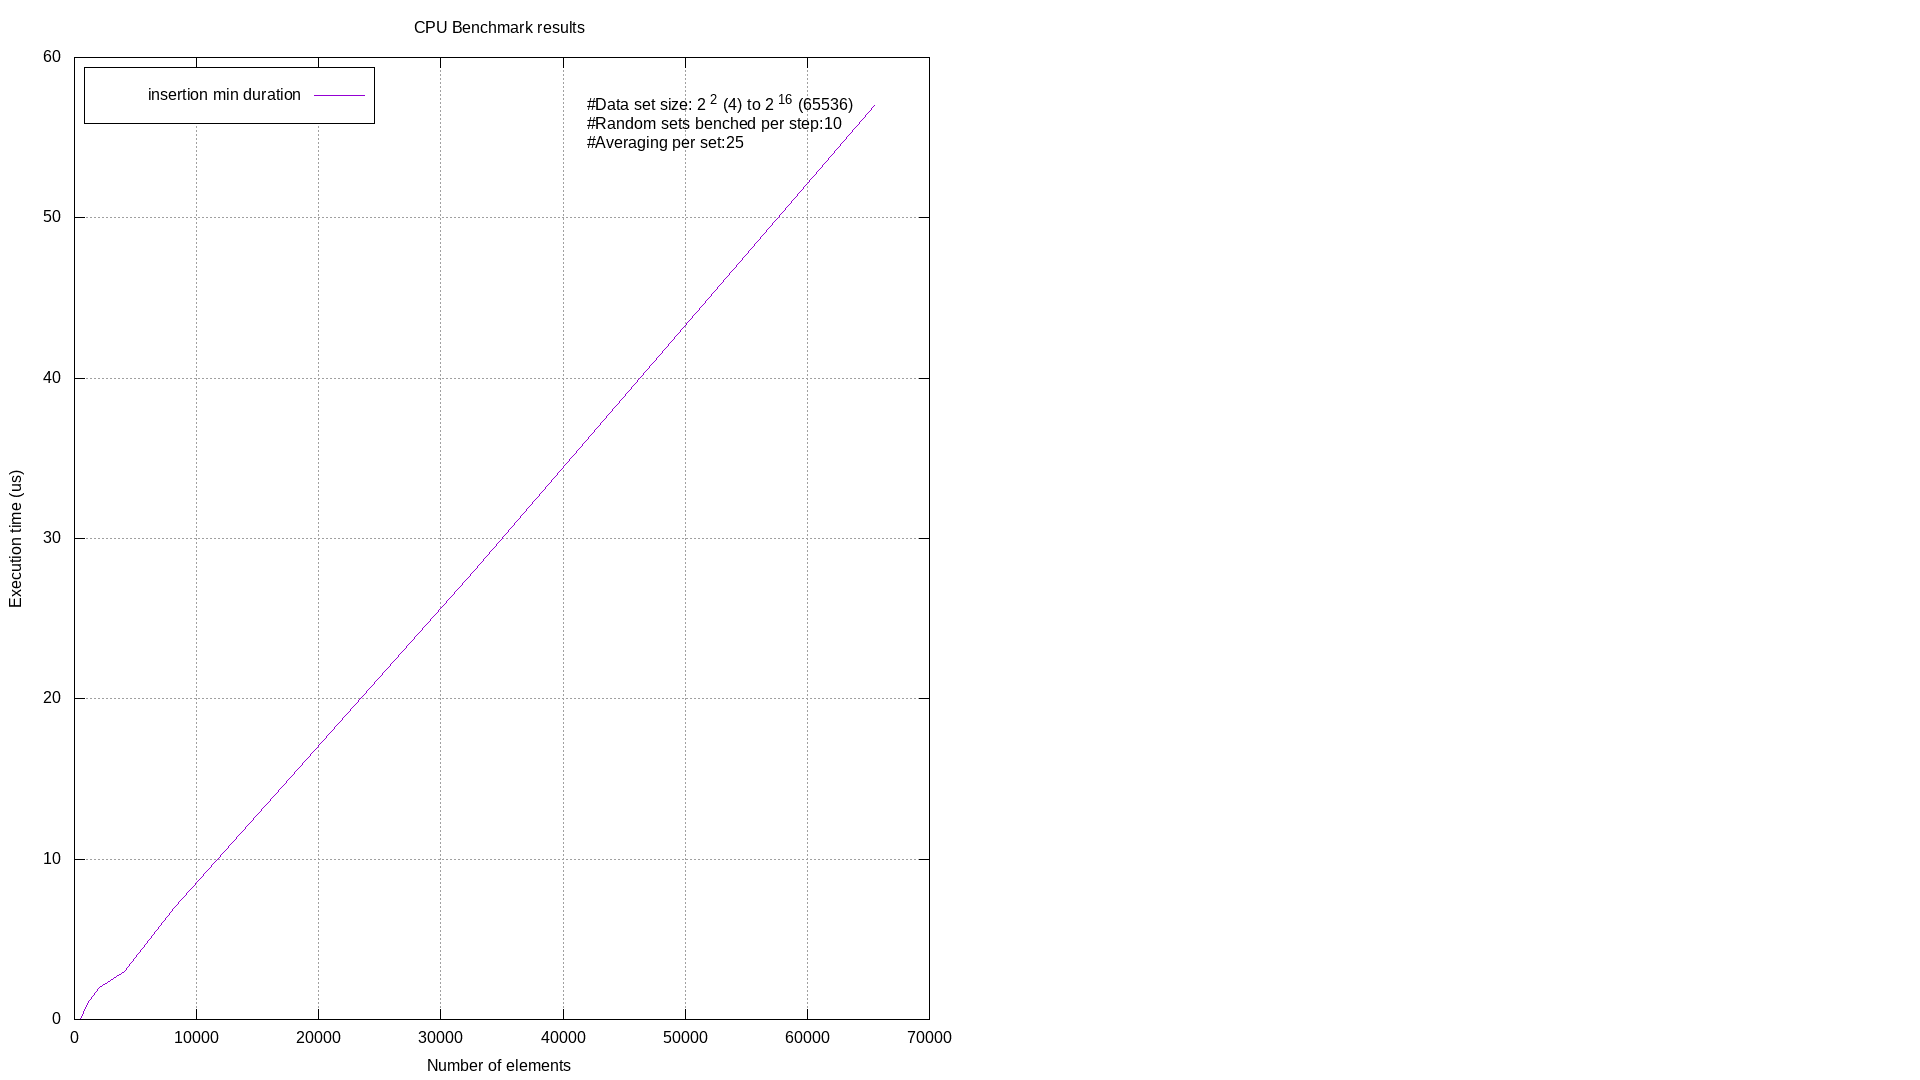 CPU Benchmark results
60
50
40
30
20
10
0
insertion min duration
#Data set size: 2 2 (4) to 2 16 (65536)
#Random sets benched per step:10
#Averaging per set:25
Execution time (us)
0 10000 20000 30000 40000 50000 60000 70000
Number of elements